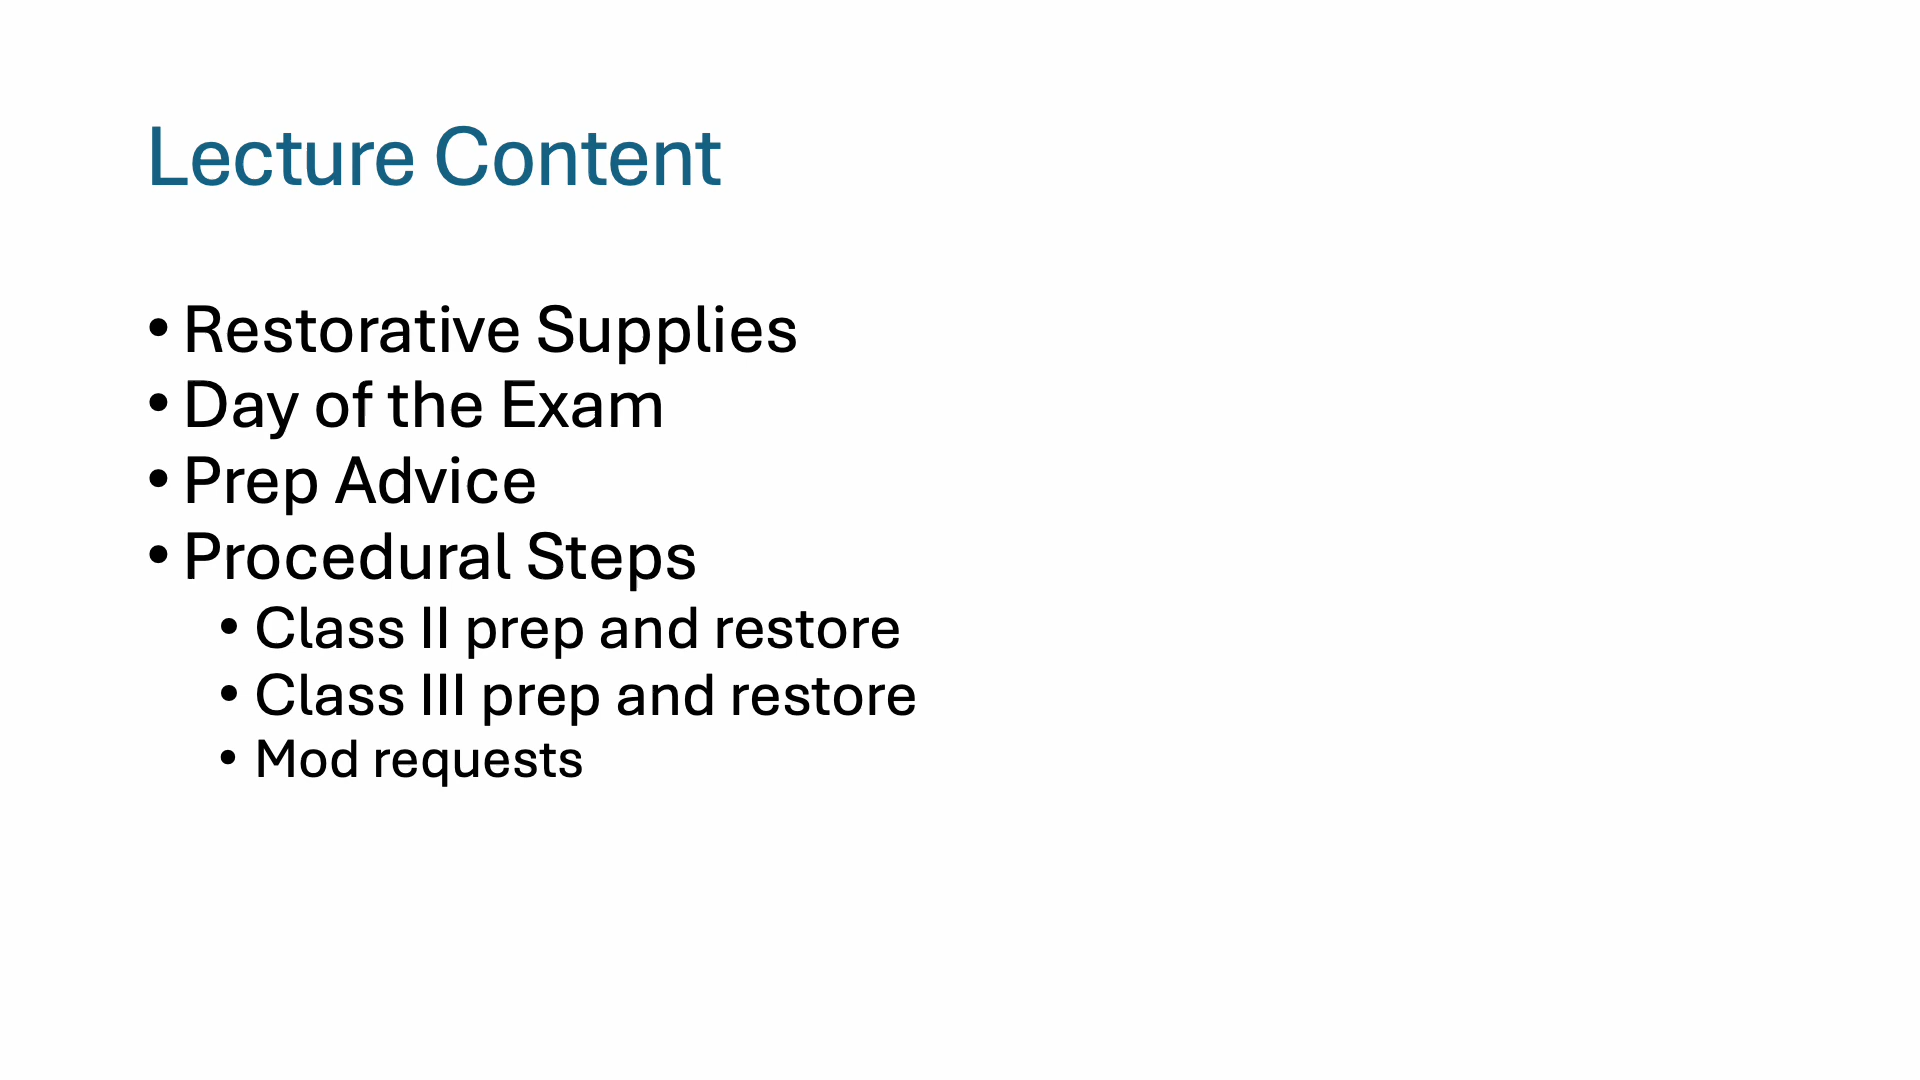 Lecture Content
• Restorative Supplies
• Day of the Exam
• Prep Advice
• Procedural Steps
• Class II prep and restore
• Class III prep and restore
• Mod requests